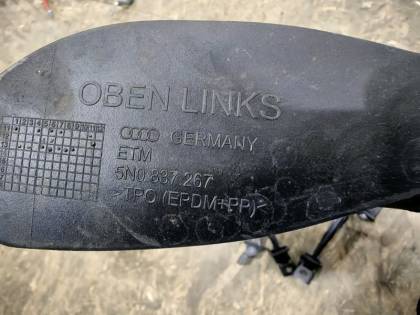 OBEN LINKS
GERMANY
ETM
5N0 837 267
>TPO (EPDM+PP)<